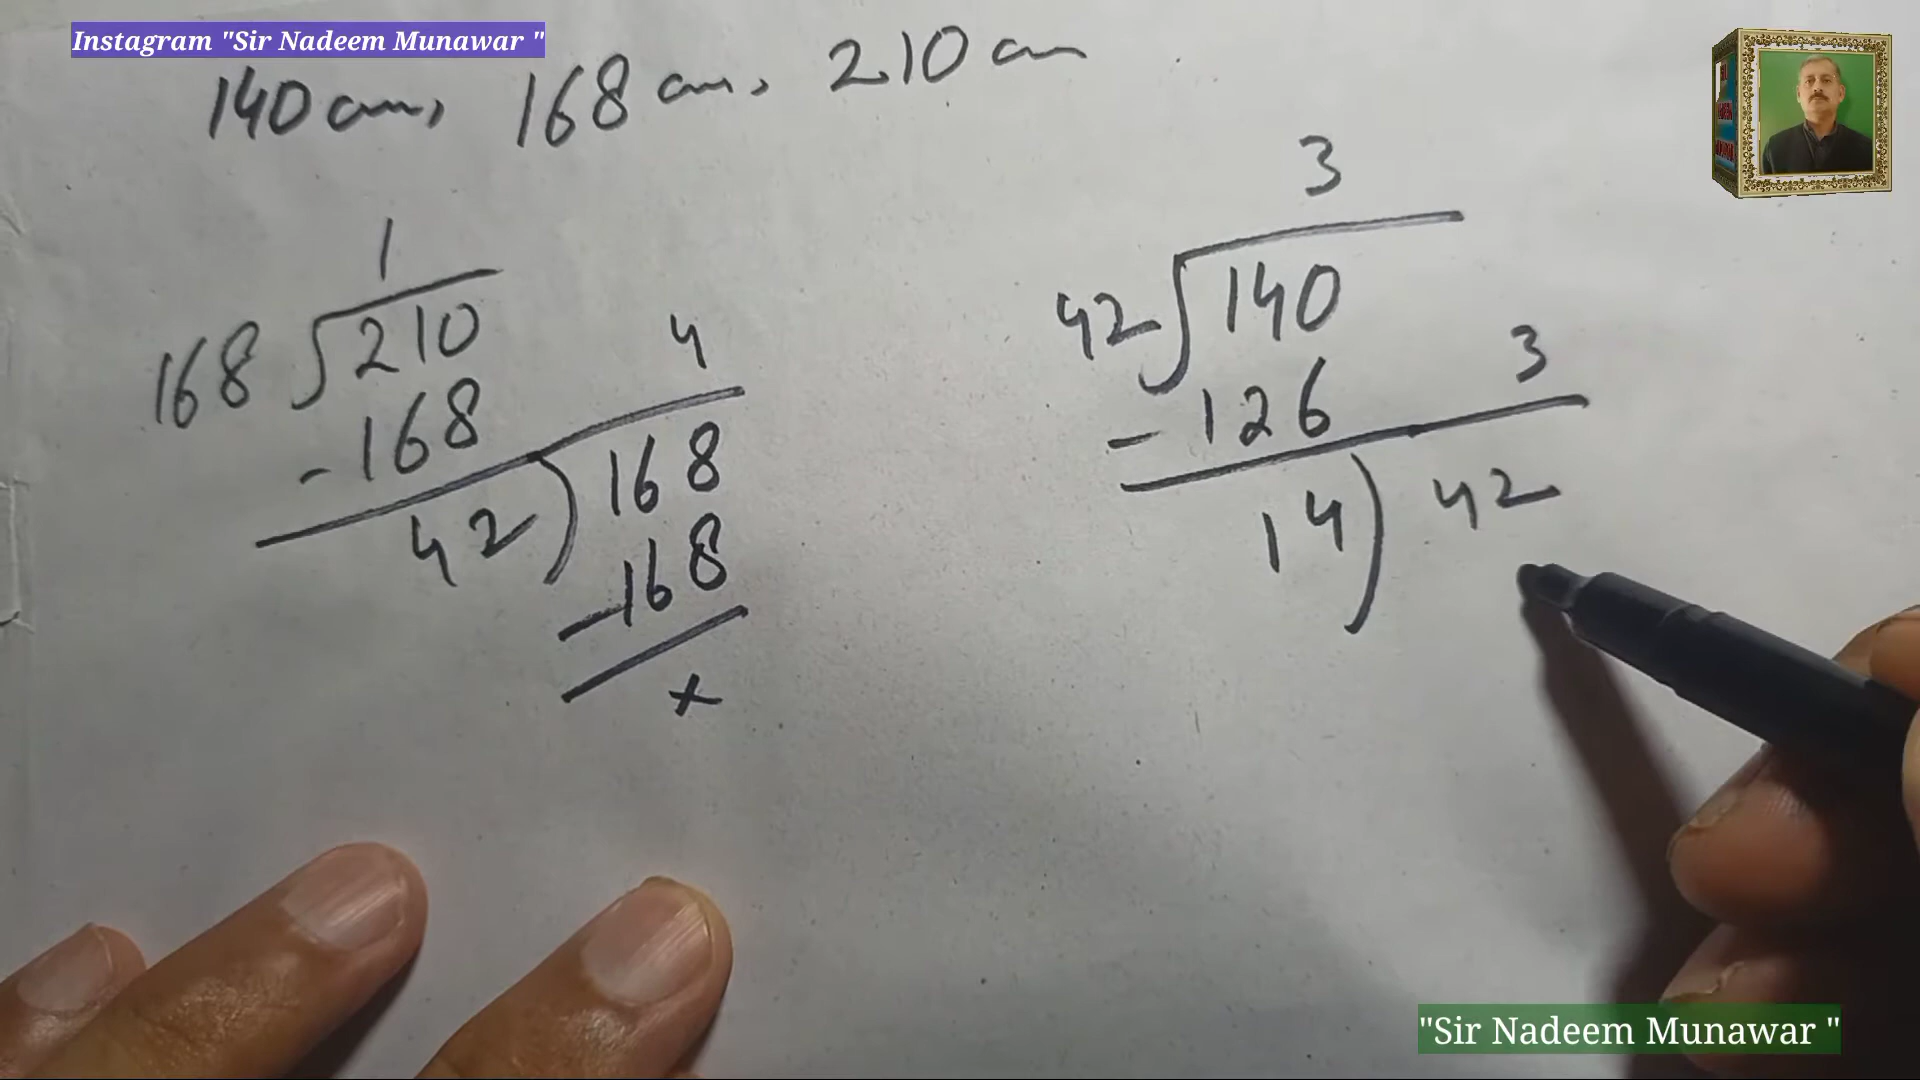 Instagram "Sir Nadeem Munawar "
140 cm, 168 cm, 210 cm
1
168 210
-168 4
42 ) 168
-168
x
3
42 140
- 126 3
14 ) 42
"Sir Nadeem Munawar "